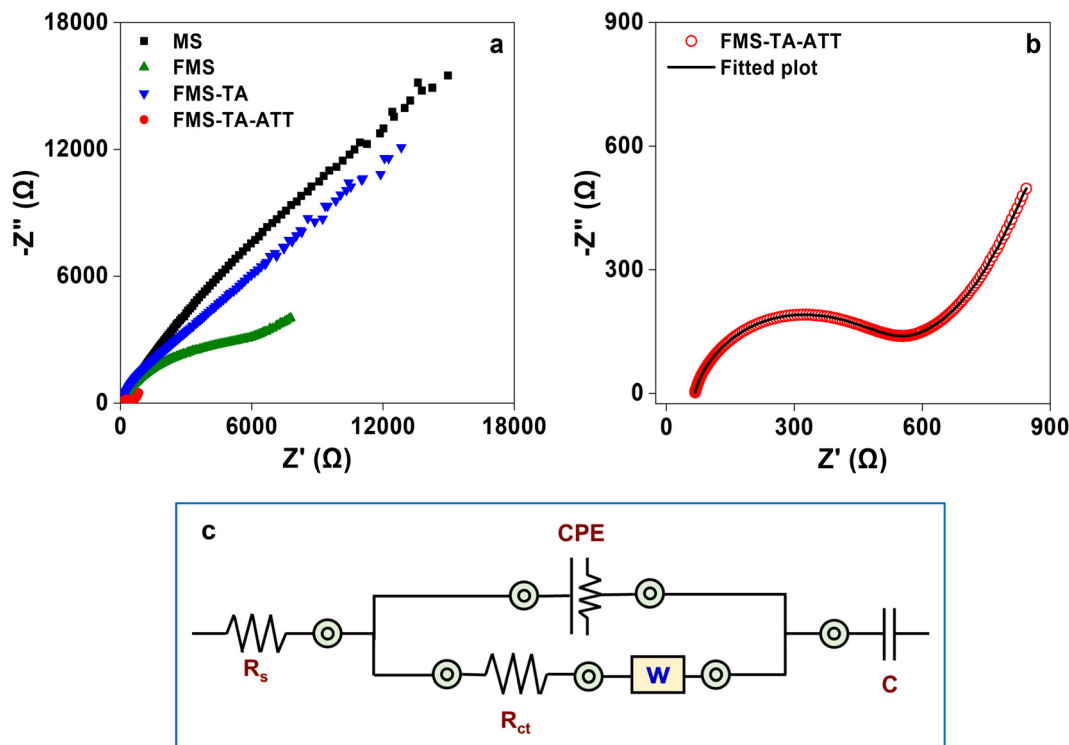 a
MS
FMS
FMS-TA
FMS-TA-ATT
18000
12000
6000
0
-Z'' (Ω)
0 6000 12000 18000
Z' (Ω)
b
FMS-TA-ATT
Fitted plot
900
600
300
0
-Z'' (Ω)
0 300 600 900
Z' (Ω)
c
CPE
Rs
Rct
W
C